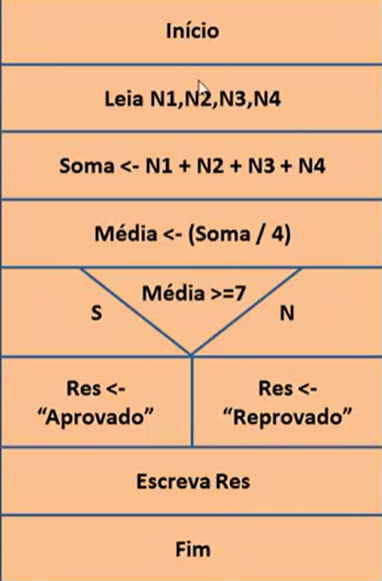 Início
Leia N1,N2,N3,N4
Soma <- N1 + N2 + N3 + N4
Média <- (Soma / 4)
Média >=7
S
N
Res <-
“Aprovado”
Res <-
“Reprovado”
Escreva Res
Fim